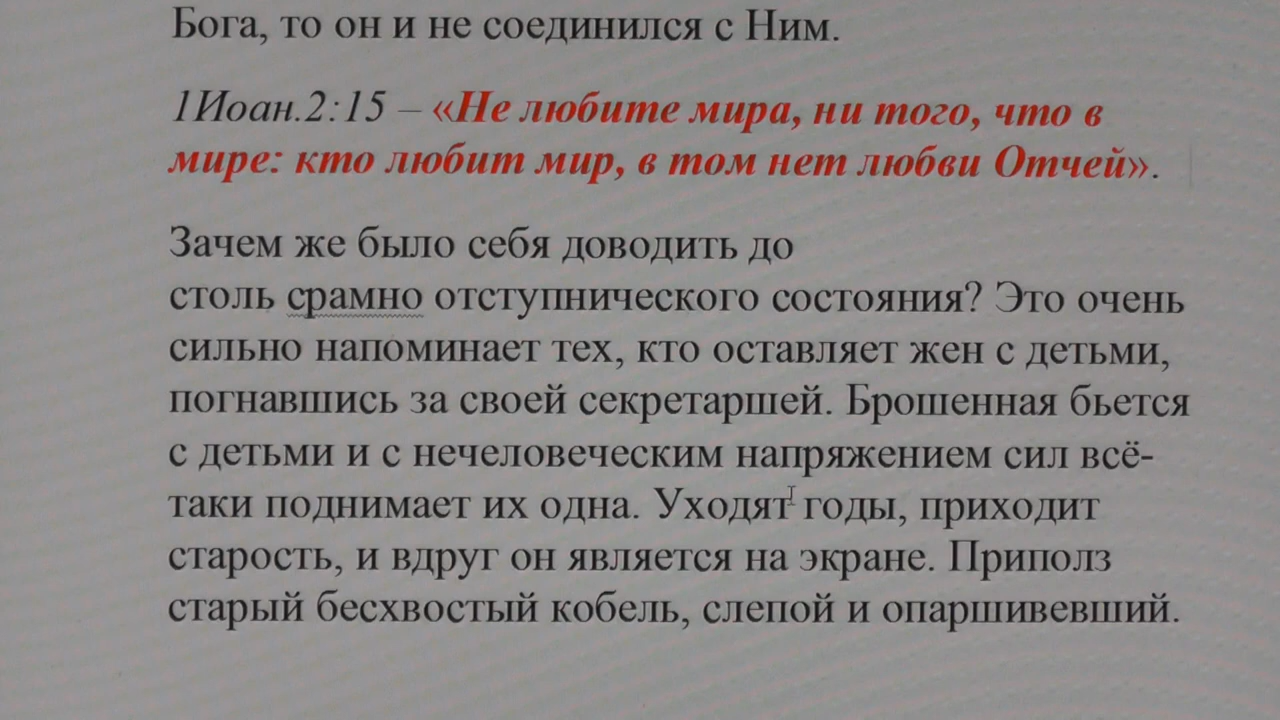 Бога, то он и не соединился с Ним.
1Иоан.2:15 – «Не любите мира, ни того, что в
мире: кто любит мир, в том нет любви Отчей».
Зачем же было себя доводить до
столь срамно отступнического состояния? Это очень
сильно напоминает тех, кто оставляет жен с детьми,
погнавшись за своей секретаршей. Брошенная бьется
с детьми и с нечеловеческим напряжением сил всё-
таки поднимает их одна. Уходят годы, приходит
старость, и вдруг он является на экране. Приполз
старый бесхвостый кобель, слепой и опаршивевший.